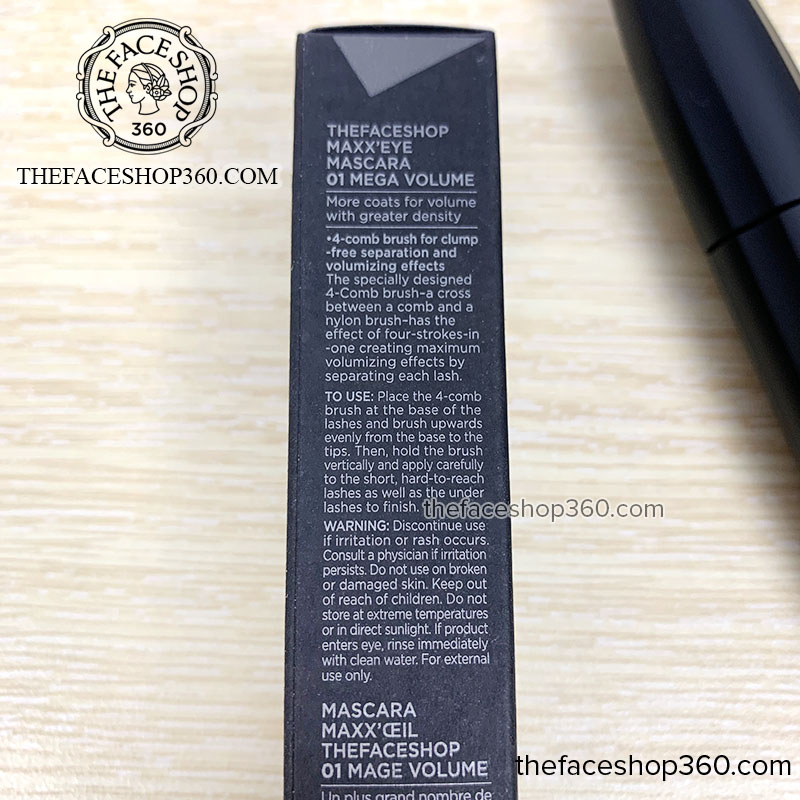 THE FACE SHOP
360
THEFACESHOP360.COM
THEFACESHOP
MAXX'EYE
MASCARA
01 MEGA VOLUME
More coats for volume
with greater density
•4-comb brush for clump
-free separation and
volumizing effects
The specially designed
4-Comb brush–a cross
between a comb and a
nylon brush–has the
effect of four-strokes-in
-one creating maximum
volumizing effects by
separating each lash.
TO USE: Place the 4-comb
brush at the base of the
lashes and brush upwards
evenly from the base to the
tips. Then, hold the brush
vertically and apply carefully
to the short, hard-to-reach
lashes as well as the under
lashes to finish.
thefaceshop360.com
WARNING: Discontinue use
if irritation or rash occurs.
Consult a physician if irritation
persists. Do not use on broken
or damaged skin. Keep out
of reach of children. Do not
store at extreme temperatures
or in direct sunlight. If product
enters eye, rinse immediately
with clean water. For external
use only.
MASCARA
MAXX'ŒIL
THEFACESHOP
01 MAGE VOLUME
Un plus grand nombre de
thefaceshop360.com